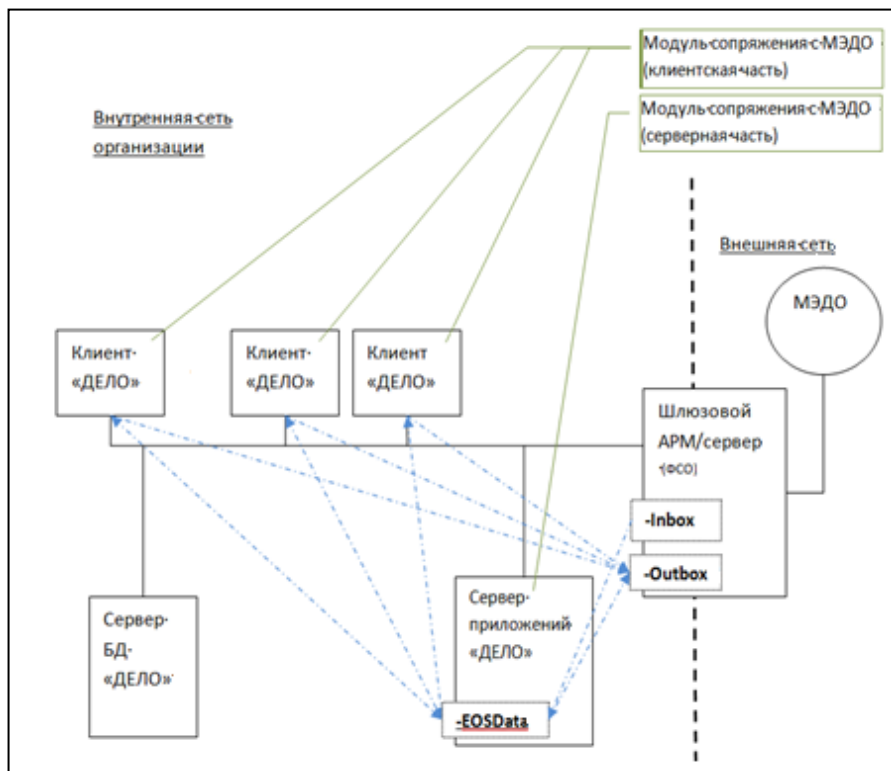 Модуль сопряжения с МЭДО
(клиентская часть)
Модуль сопряжения с МЭДО
(серверная часть)
Внутренняя сеть
организации
Внешняя сеть
МЭДО
Клиент
«ДЕЛО»
Клиент
«ДЕЛО»
Клиент
«ДЕЛО»
Шлюзовой
АРМ/сервер
(ФСО)
-Inbox
-Outbox
Сервер
БД
«ДЕЛО»
Сервер
приложений
«ДЕЛО»
-EOSData